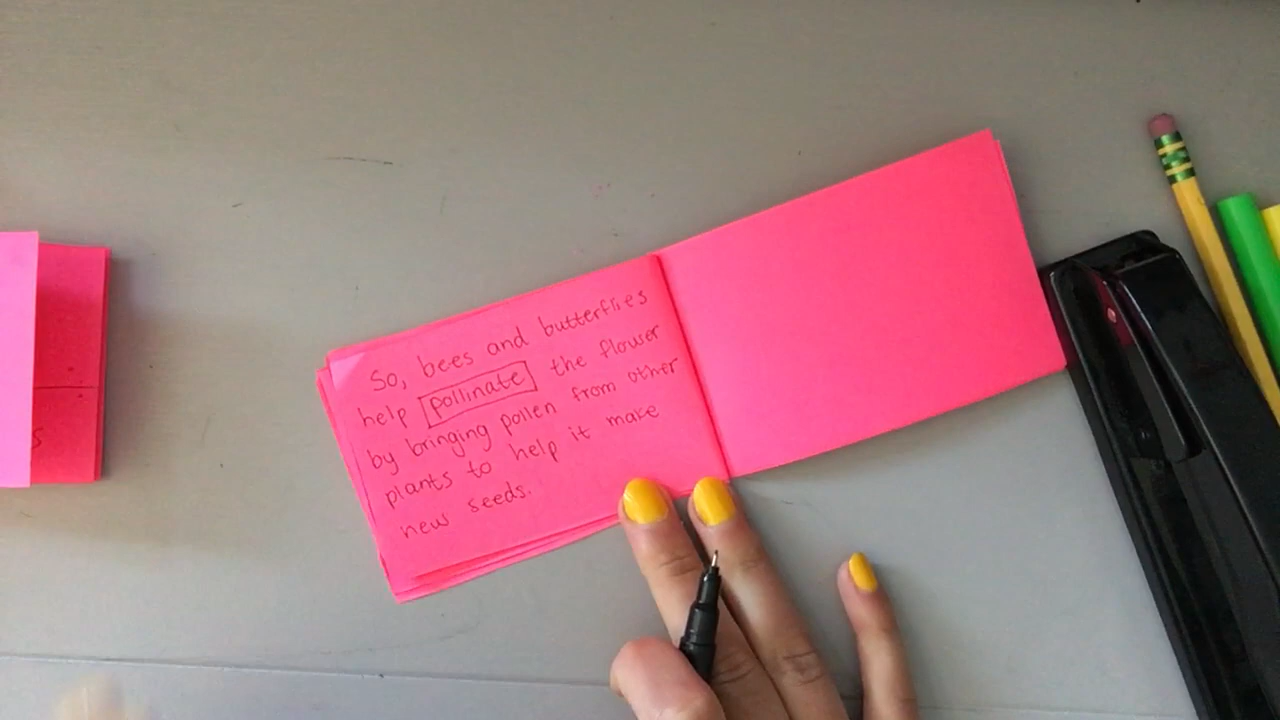 So, bees and butterflies
help pollinate the flower
by bringing pollen from other
plants to help it make
new seeds.
s